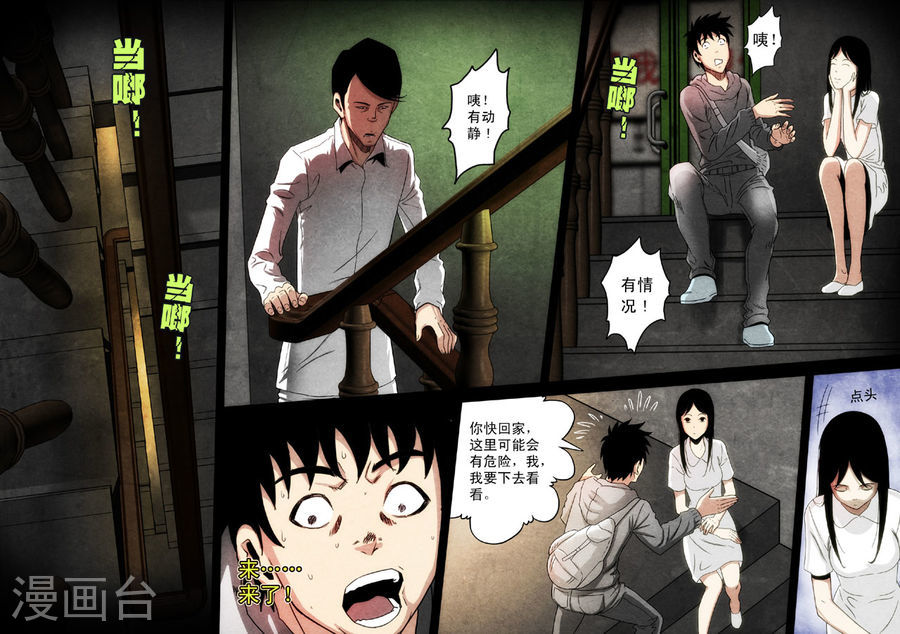 当啷！
当啷！
咦！
有动
静！
当啷！
咦！
有情
况！
来……
来了！
你快回家，
这里可能会
有危险，我，
我要下去看
看。
点头
漫画台